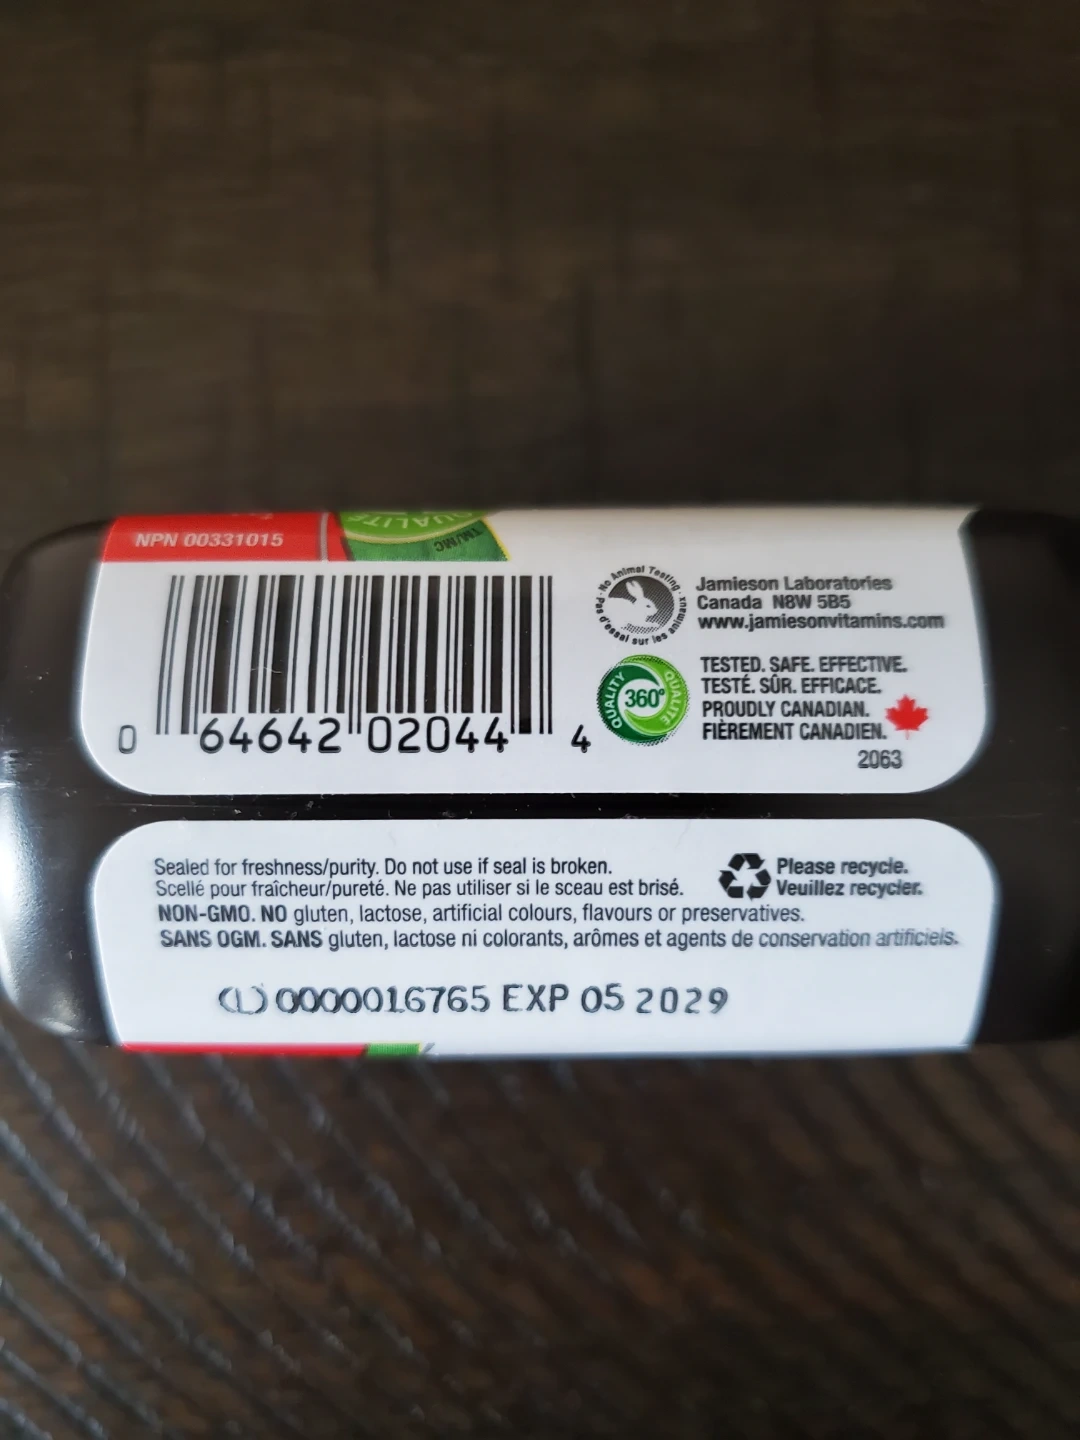 NPN 00331015
QUALITÉ
TM/MC
0 64642 02044 4
No Animal Testing
Pas d'essai sur les animaux
Jamieson Laboratories
Canada N8W 5B5
www.jamiesonvitamins.com
QUALITY 360° QUALITÉ
TESTED. SAFE. EFFECTIVE.
TESTÉ. SÛR. EFFICACE.
PROUDLY CANADIAN.
FIÈREMENT CANADIEN.
2063
Sealed for freshness/purity. Do not use if seal is broken.
Scellé pour fraîcheur/pureté. Ne pas utiliser si le sceau est brisé.
Please recycle.
Veuillez recycler.
NON-GMO. NO gluten, lactose, artificial colours, flavours or preservatives.
SANS OGM. SANS gluten, lactose ni colorants, arômes et agents de conservation artificiels.
(L) 0000016765 EXP 05 2029